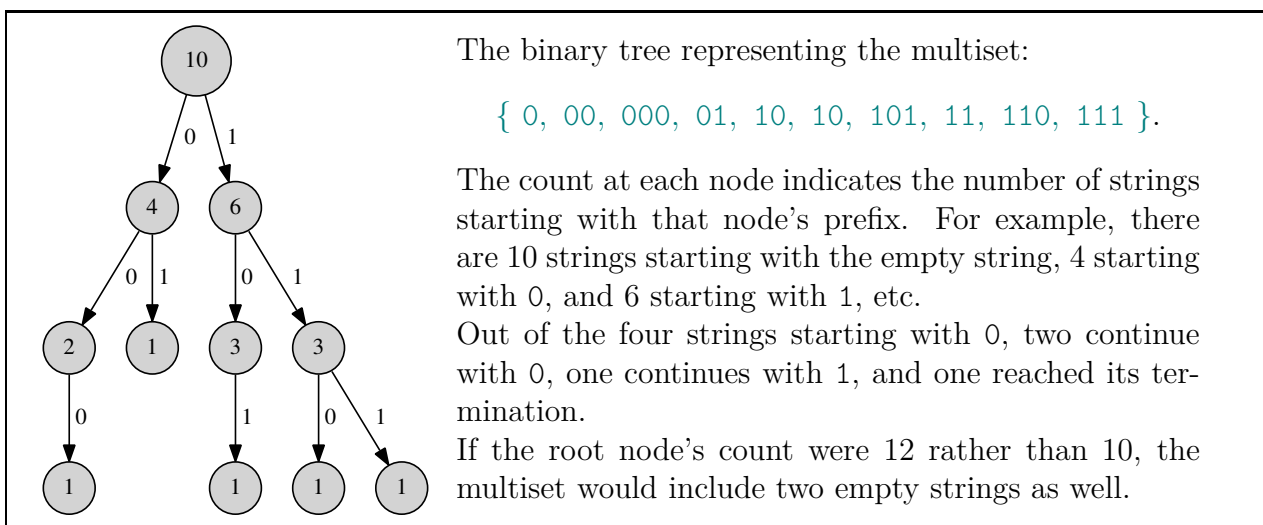 10
0 1
4 6
0 1 0 1
2 1 3 3
0 1 0 1
1 1 1 1
The binary tree representing the multiset:
{ 0, 00, 000, 01, 10, 10, 101, 11, 110, 111 }.
The count at each node indicates the number of strings
starting with that node's prefix. For example, there
are 10 strings starting with the empty string, 4 starting
with 0, and 6 starting with 1, etc.
Out of the four strings starting with 0, two continue
with 0, one continues with 1, and one reached its ter-
mination.
If the root node's count were 12 rather than 10, the
multiset would include two empty strings as well.